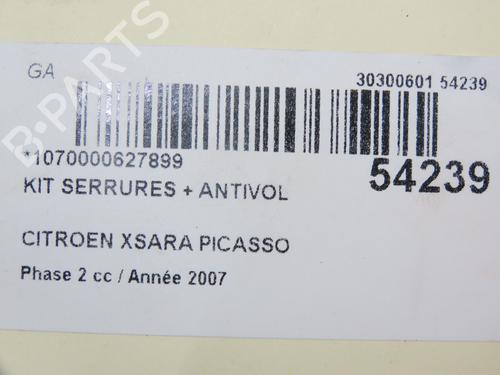 GA
30300601 54239
*1070000627899
54239
KIT SERRURES + ANTIVOL
CITROEN XSARA PICASSO
Phase 2 cc / Année 2007
B-PARTS